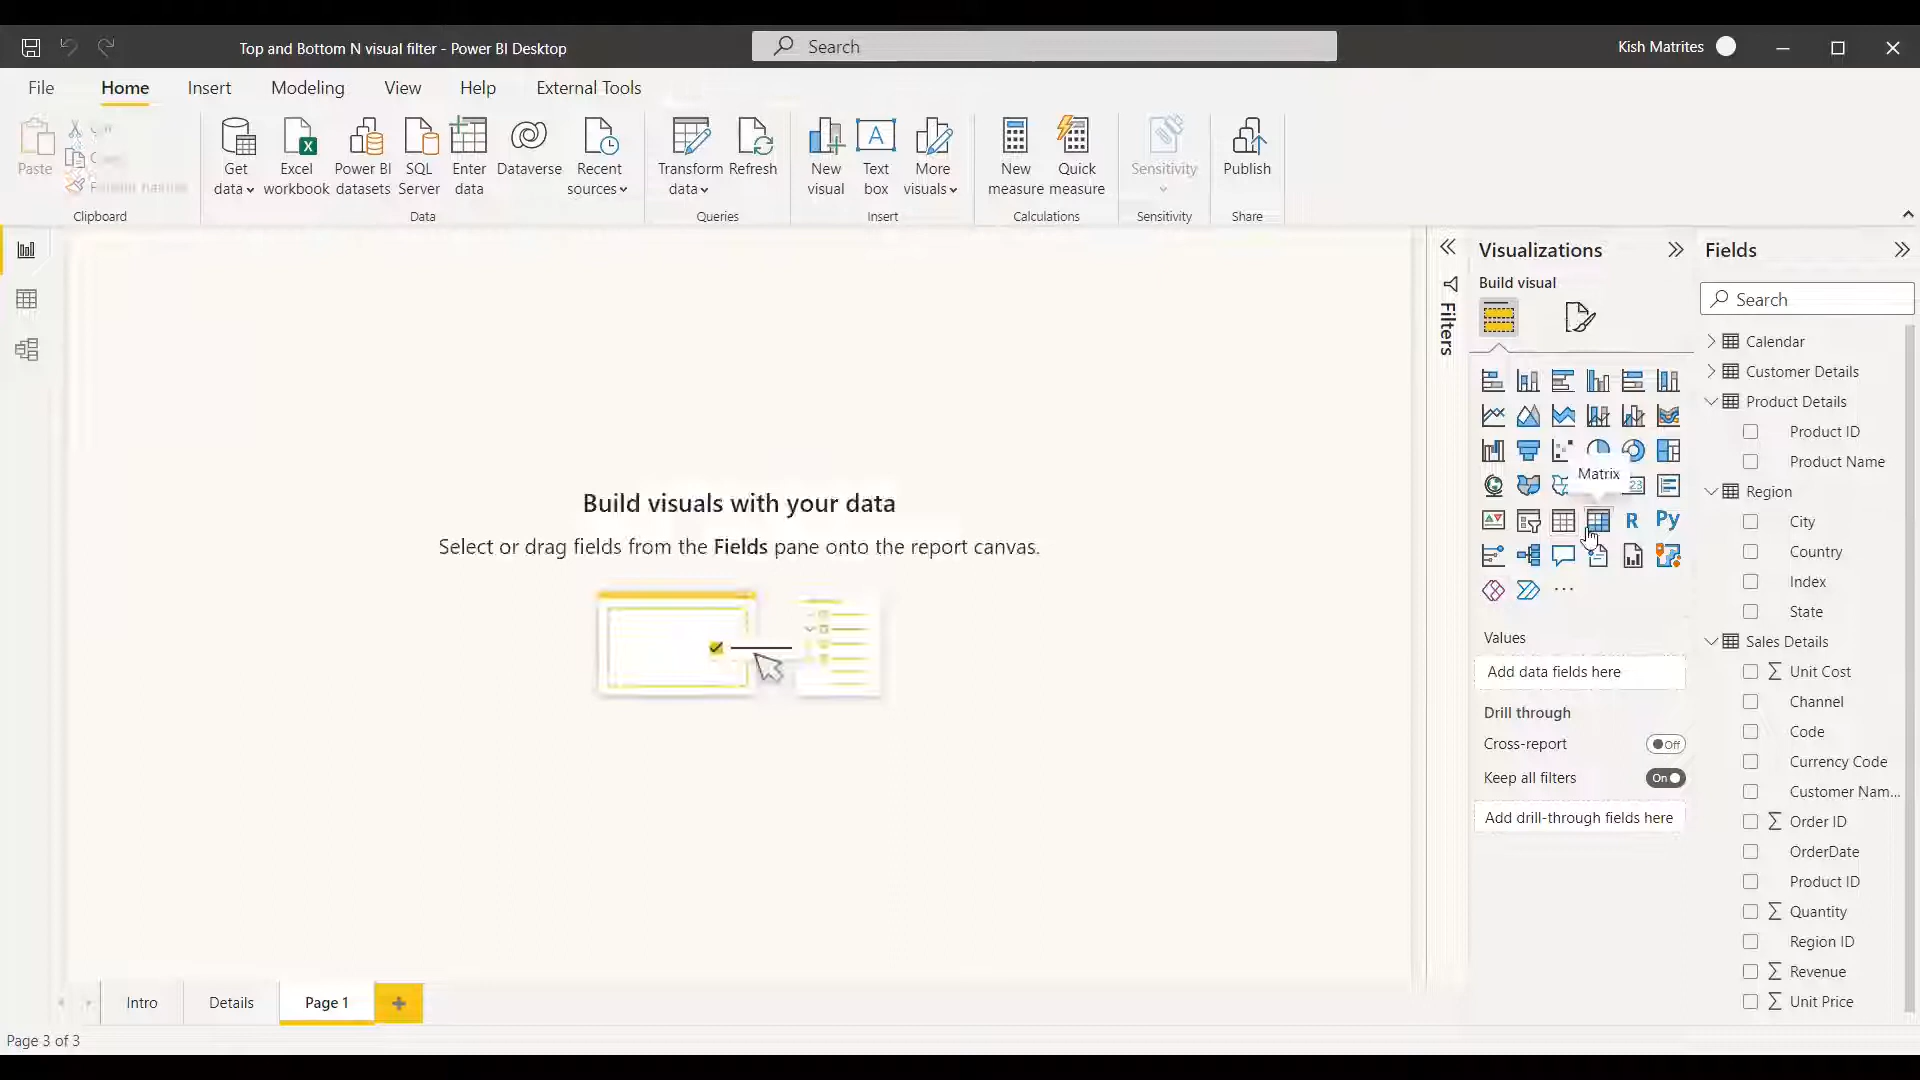 Top and Bottom N visual filter - Power BI Desktop
Search
Kish Matrites
File
Home
Insert
Modeling
View
Help
External Tools
Paste
Clipboard
Get data
Excel workbook
Power BI datasets
SQL Server
Enter data
Dataverse
Recent sources
Data
Transform data
Refresh
Queries
New visual
Text box
More visuals
Insert
New measure
Quick measure
Calculations
Sensitivity
Sensitivity
Publish
Share
Build visuals with your data
Select or drag fields from the Fields pane onto the report canvas.
Filters
Visualizations
Build visual
Matrix
123
R
Py
Values
Add data fields here
Drill through
Cross-report
Off
Keep all filters
On
Add drill-through fields here
Fields
Search
Calendar
Customer Details
Product Details
Product ID
Product Name
Region
City
Country
Index
State
Sales Details
Unit Cost
Channel
Code
Currency Code
Customer Nam...
Order ID
OrderDate
Product ID
Quantity
Region ID
Revenue
Unit Price
Intro
Details
Page 1
Page 3 of 3